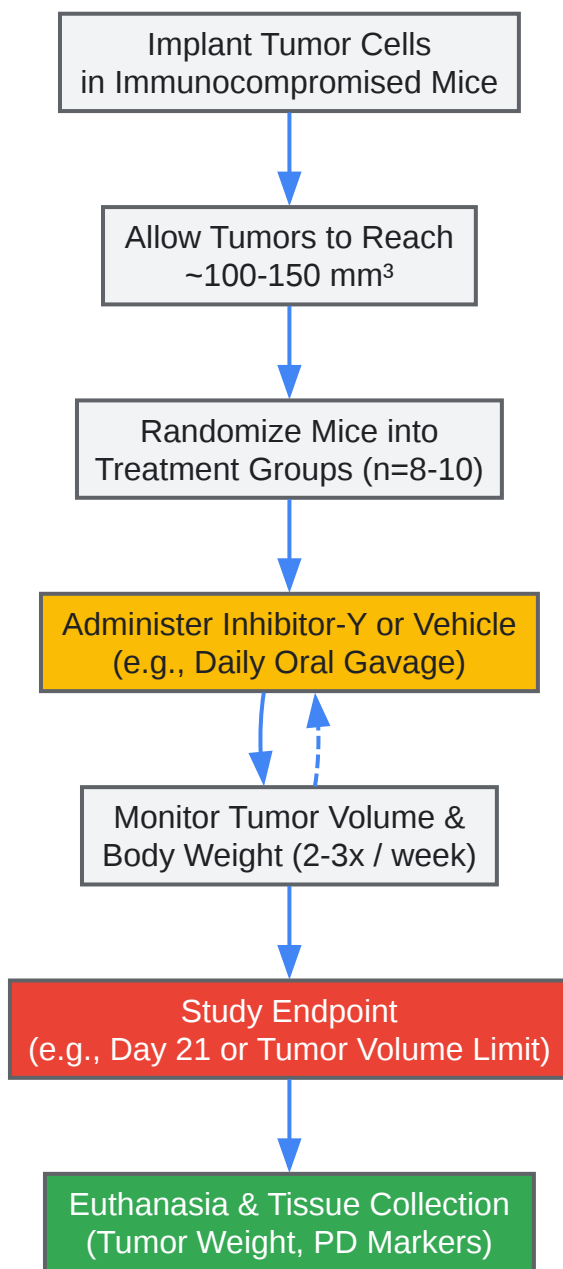 Implant Tumor Cells
in Immunocompromised Mice
Allow Tumors to Reach
~100-150 mm³
Randomize Mice into
Treatment Groups (n=8-10)
Administer Inhibitor-Y or Vehicle
(e.g., Daily Oral Gavage)
Monitor Tumor Volume &
Body Weight (2-3x / week)
Study Endpoint
(e.g., Day 21 or Tumor Volume Limit)
Euthanasia & Tissue Collection
(Tumor Weight, PD Markers)